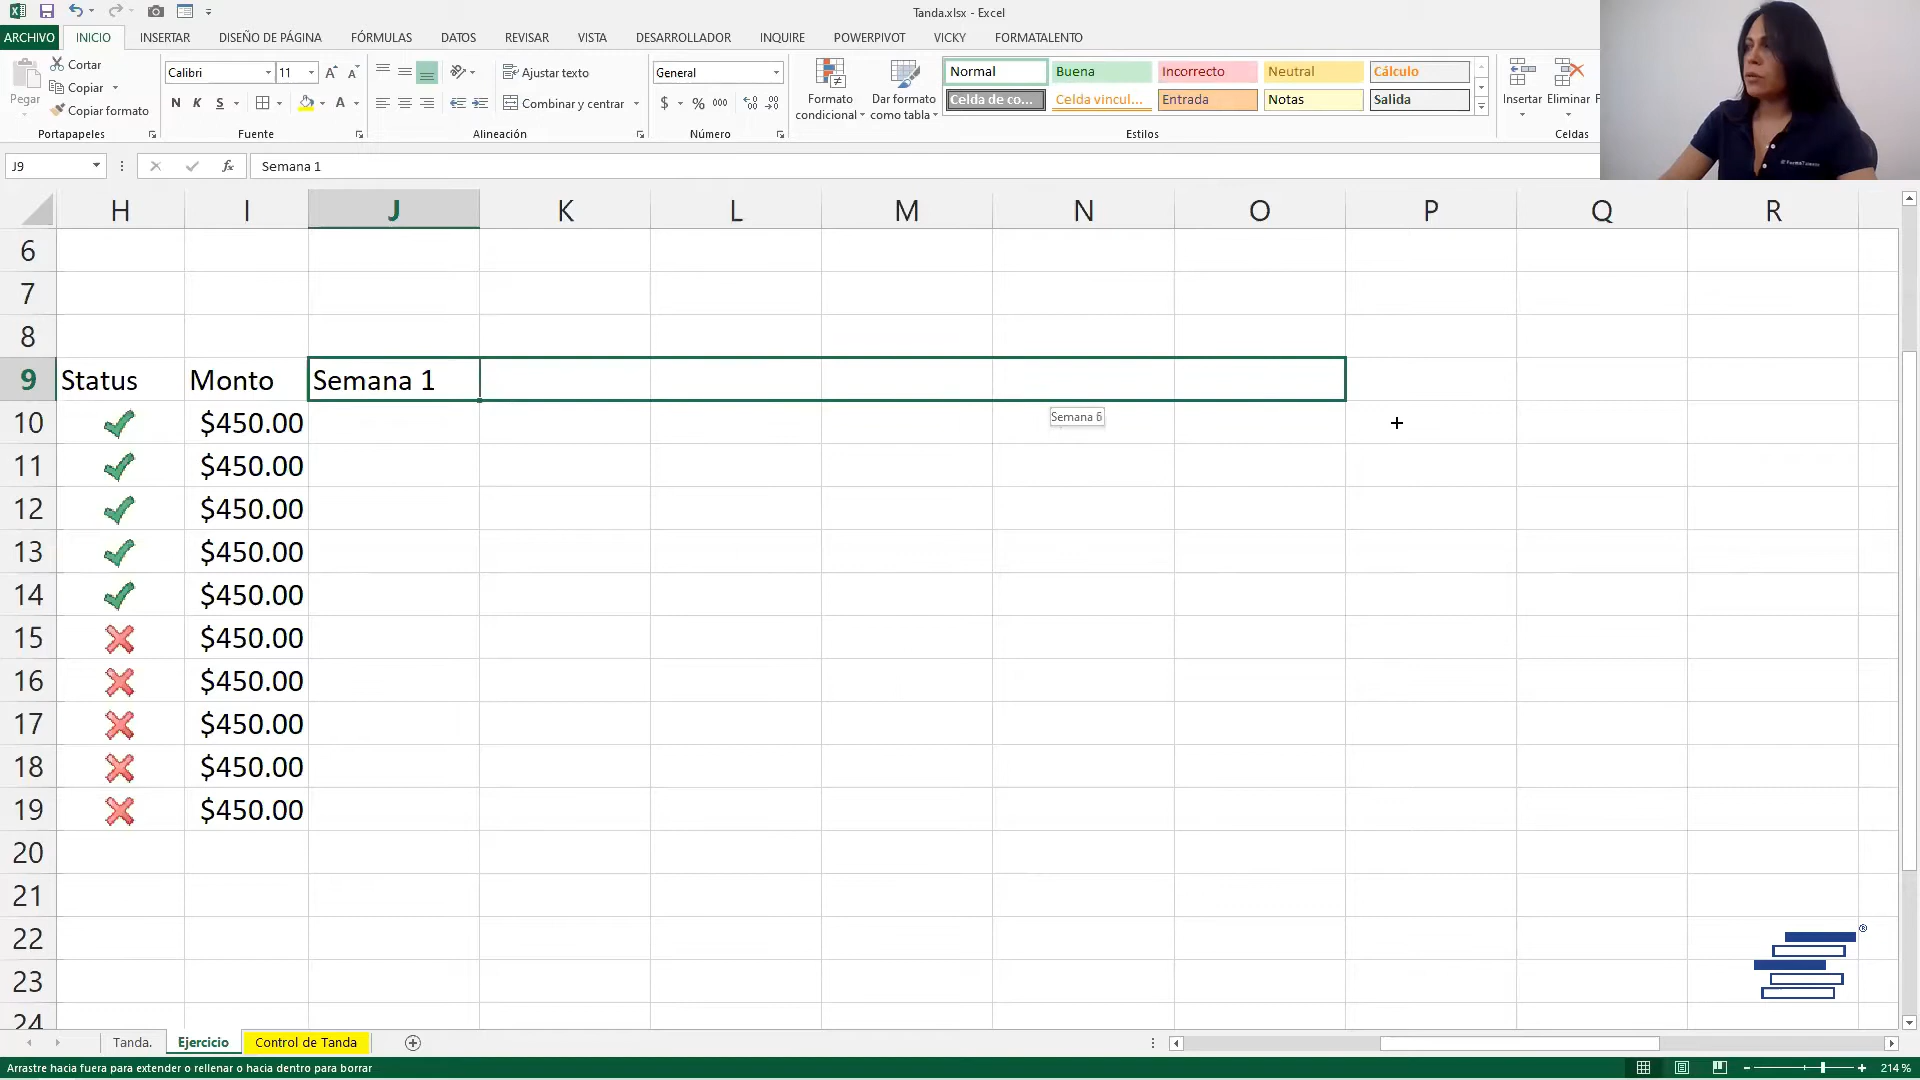 Tanda.xlsx - Excel
ARCHIVO INICIO INSERTAR DISEÑO DE PÁGINA FÓRMULAS DATOS REVISAR VISTA DESARROLLADOR INQUIRE POWERPIVOT VICKY FORMATALENTO
Pegar
Cortar
Copiar
Copiar formato
Portapapeles
Calibri 11
N K S A
Fuente
Ajustar texto
Combinar y centrar
Alineación
General
$ % 000
Número
Formato condicional
Dar formato como tabla
Normal Buena Incorrecto Neutral Cálculo
Celda de co... Celda vincul... Entrada Notas Salida
Estilos
Insertar Eliminar
Celdas
J9 fx Semana 1
H I J K L M N O P Q R
6
7
8
9 Status Monto Semana 1
10 $450.00
Semana 6
11 $450.00
12 $450.00
13 $450.00
14 $450.00
15 $450.00
16 $450.00
17 $450.00
18 $450.00
19 $450.00
20
21
22
23
24
®
Tanda. Ejercicio Control de Tanda
Arrastre hacia fuera para extender o rellenar o hacia dentro para borrar
214 %